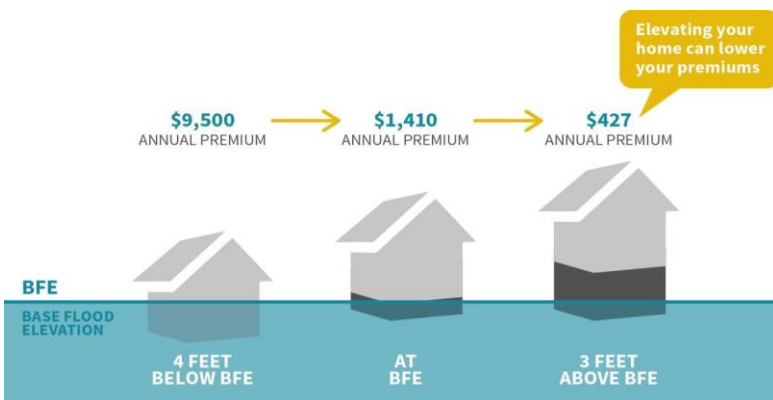 Elevating your
home can lower
your premiums
$9,500
ANNUAL PREMIUM
$1,410
ANNUAL PREMIUM
$427
ANNUAL PREMIUM
BFE
BASE FLOOD
ELEVATION
4 FEET
BELOW BFE
AT
BFE
3 FEET
ABOVE BFE